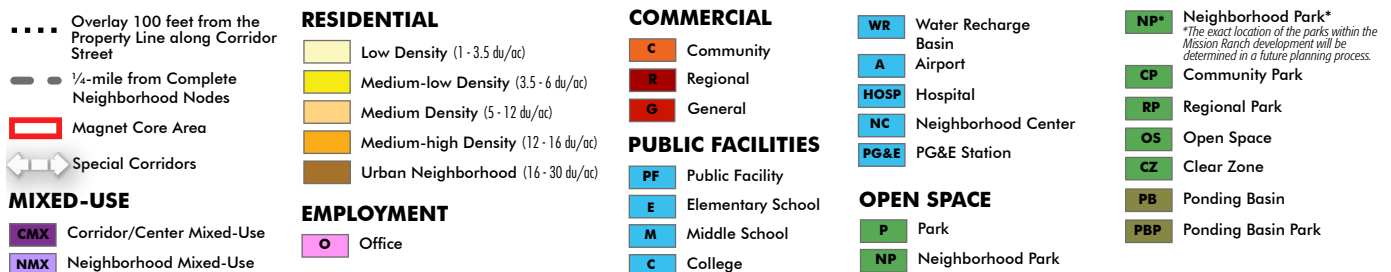 Overlay 100 feet from the
Property Line along Corridor
Street
¼-mile from Complete
Neighborhood Nodes
Magnet Core Area
Special Corridors
MIXED-USE
CMX Corridor/Center Mixed-Use
NMX Neighborhood Mixed-Use
RESIDENTIAL
Low Density (1 - 3.5 du/ac)
Medium-low Density (3.5 - 6 du/ac)
Medium Density (5 - 12 du/ac)
Medium-high Density (12 - 16 du/ac)
Urban Neighborhood (16 - 30 du/ac)
EMPLOYMENT
O Office
COMMERCIAL
C Community
R Regional
G General
PUBLIC FACILITIES
PF Public Facility
E Elementary School
M Middle School
C College
WR Water Recharge
Basin
A Airport
HOSP Hospital
NC Neighborhood Center
PG&E PG&E Station
OPEN SPACE
P Park
NP Neighborhood Park
NP* Neighborhood Park*
*The exact location of the parks within the
Mission Ranch development will be
determined in a future planning process.
CP Community Park
RP Regional Park
OS Open Space
CZ Clear Zone
PB Ponding Basin
PBP Ponding Basin Park